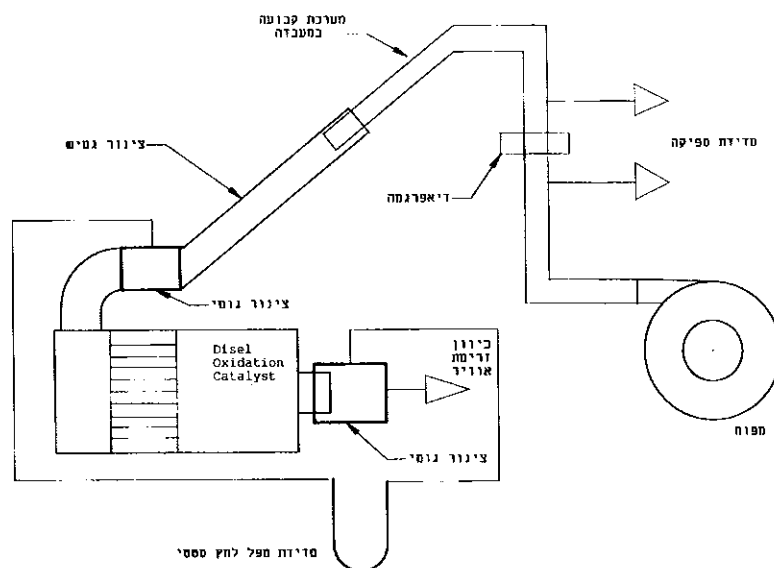 מערכת קבועה
במעבדה
צינור גמיש
מדידת ספיקה
דיאפרגמה
צינור גומי
Disel
Oxidation
Catalyst
כיוון
זרימת
אוויר
צינור גומי
מפוח
מדידת מפל לחץ סטטי